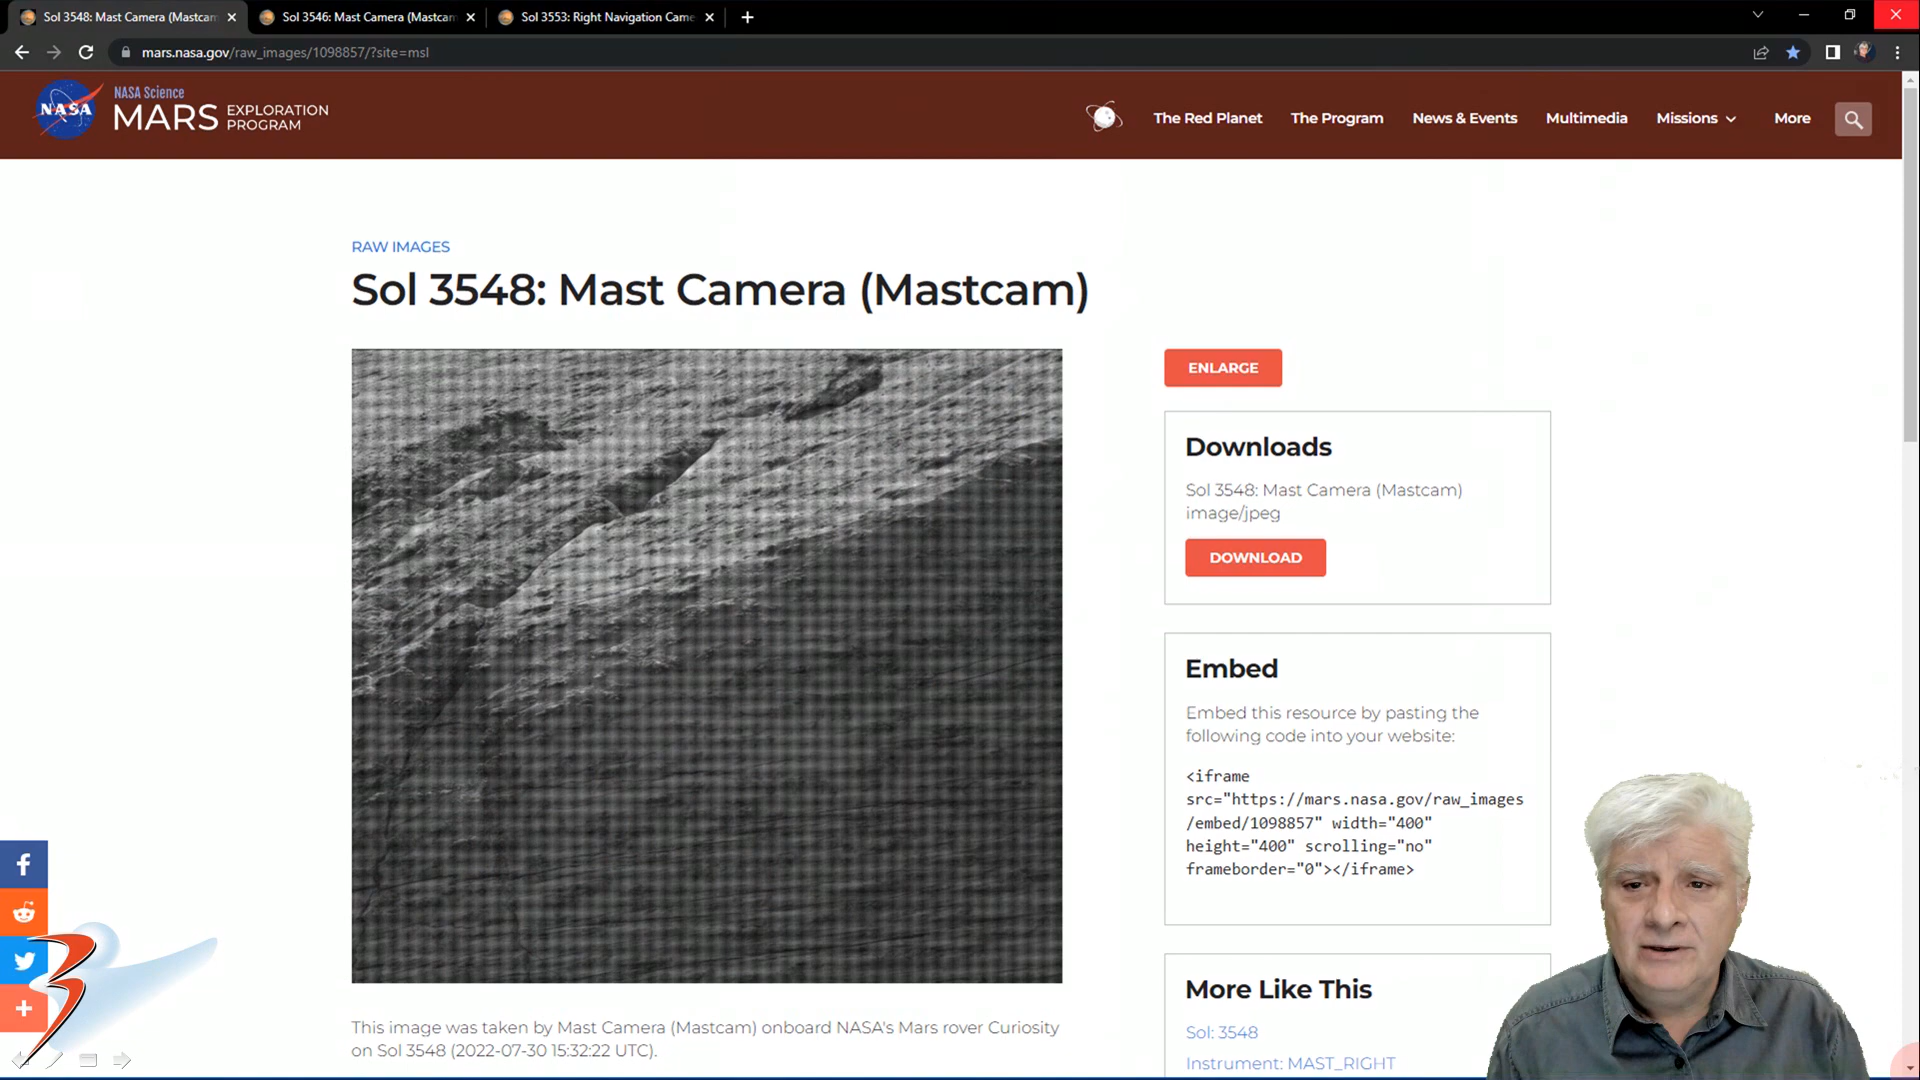 Sol 3548: Mast Camera (Mastcam
Sol 3546: Mast Camera (Mastcam
Sol 3553: Right Navigation Came
mars.nasa.gov/raw_images/1098857/?site=msl
NASA
NASA Science
MARS EXPLORATION PROGRAM
The Red Planet
The Program
News & Events
Multimedia
Missions
More
RAW IMAGES
Sol 3548: Mast Camera (Mastcam)
ENLARGE
Downloads
Sol 3548: Mast Camera (Mastcam)
image/jpeg
DOWNLOAD
Embed
Embed this resource by pasting the
following code into your website:
<iframe
src="https://mars.nasa.gov/raw_images
/embed/1098857" width="400"
height="400" scrolling="no"
frameborder="0"></iframe>
More Like This
Sol: 3548
Instrument: MAST_RIGHT
This image was taken by Mast Camera (Mastcam) onboard NASA's Mars rover Curiosity
on Sol 3548 (2022-07-30 15:32:22 UTC).